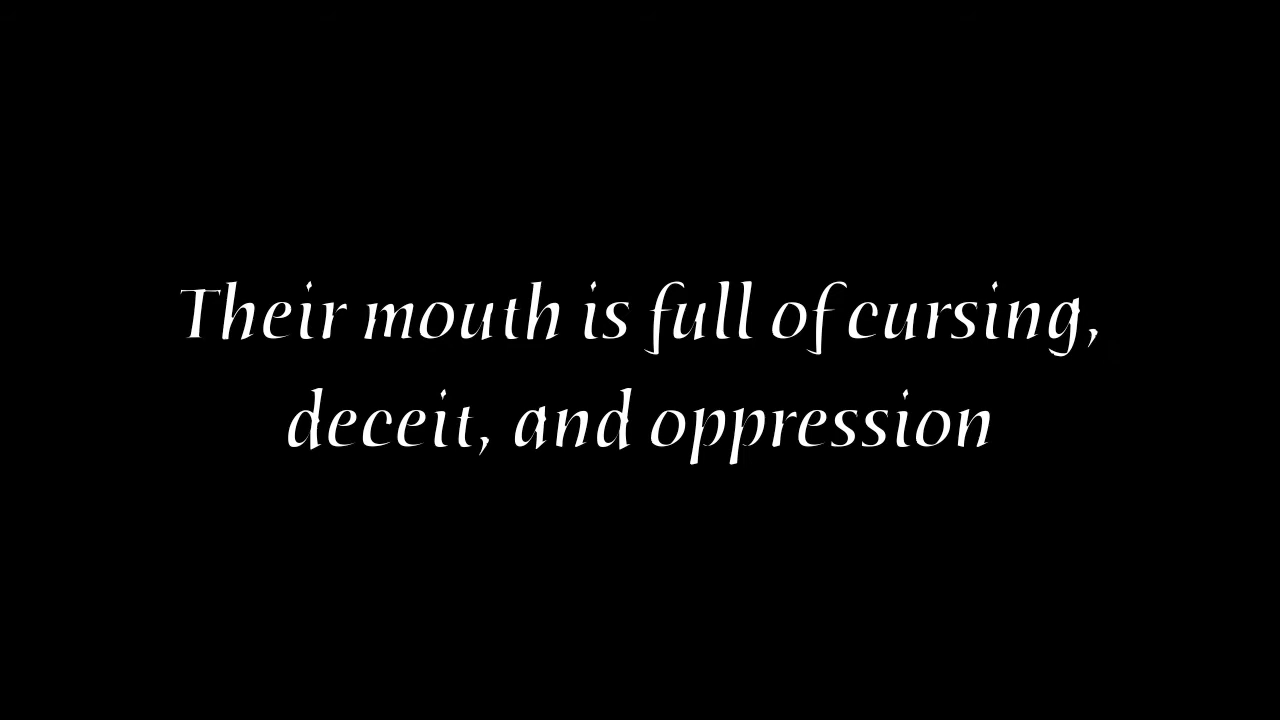 Their mouth is full of cursing,
deceit, and oppression